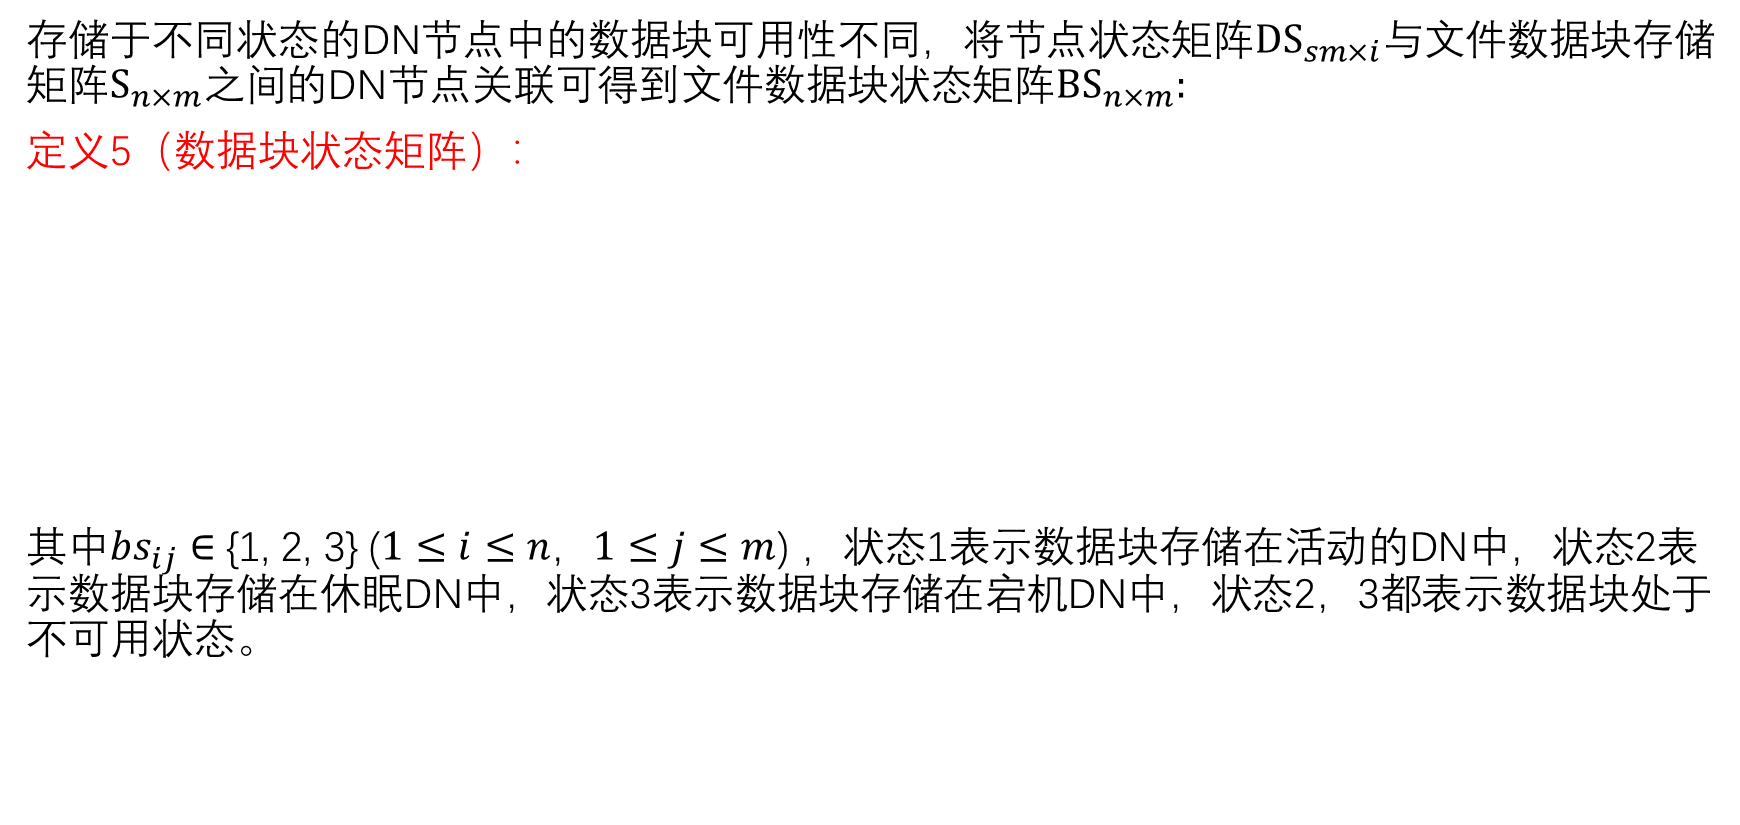 存储于不同状态的DN节点中的数据块可用性不同，将节点状态矩阵DS_{sm×i}与文件数据块存储
矩阵S_{n×m}之间的DN节点关联可得到文件数据块状态矩阵BS_{n×m}:
定义5（数据块状态矩阵）:
其中bs_{ij} ∈ {1, 2, 3} (1 ≤ i ≤ n, 1 ≤ j ≤ m)，状态1表示数据块存储在活动的DN中，状态2表
示数据块存储在休眠DN中，状态3表示数据块存储在宕机DN中，状态2，3都表示数据块处于
不可用状态。